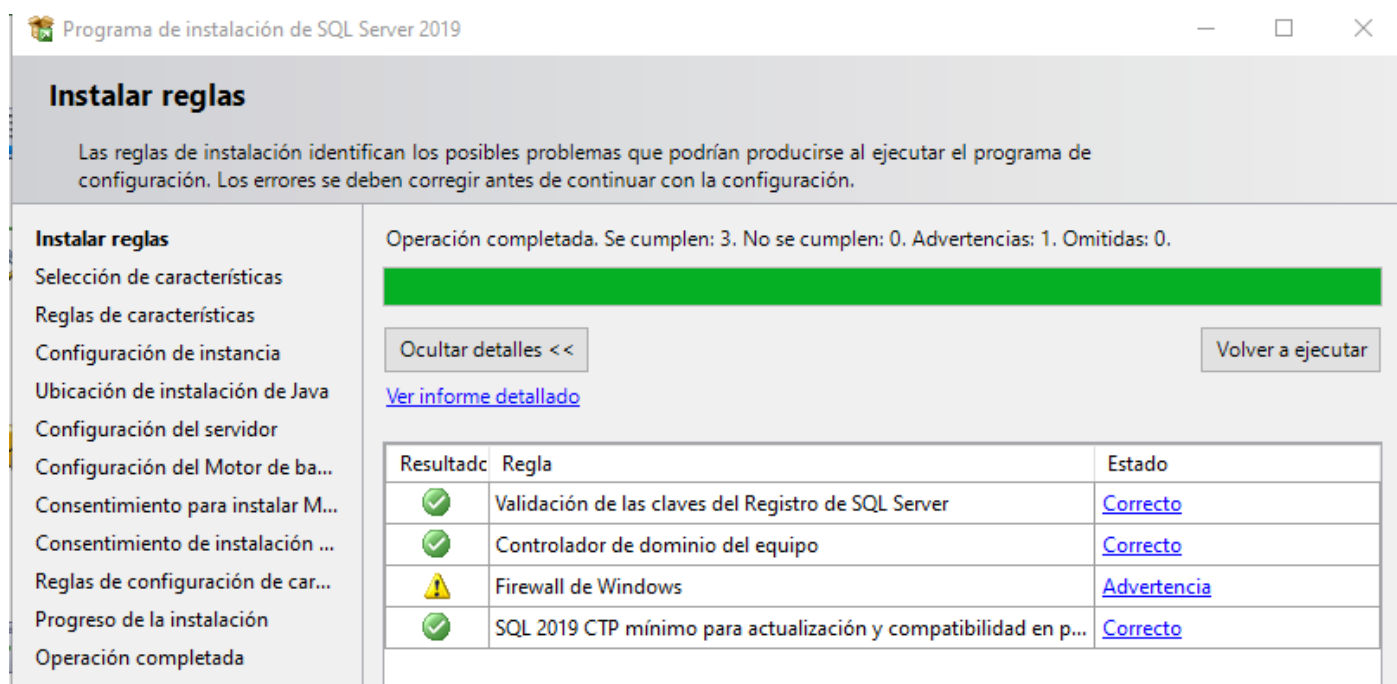 Programa de instalación de SQL Server 2019
Instalar reglas
Las reglas de instalación identifican los posibles problemas que podrían producirse al ejecutar el programa de
configuración. Los errores se deben corregir antes de continuar con la configuración.
Instalar reglas
Selección de características
Reglas de características
Configuración de instancia
Ubicación de instalación de Java
Configuración del servidor
Configuración del Motor de ba...
Consentimiento para instalar M...
Consentimiento de instalación ...
Reglas de configuración de car...
Progreso de la instalación
Operación completada
Operación completada. Se cumplen: 3. No se cumplen: 0. Advertencias: 1. Omitidas: 0.
Ocultar detalles <<
Volver a ejecutar
Ver informe detallado
Resultado Regla Estado
Validación de las claves del Registro de SQL Server Correcto
Controlador de dominio del equipo Correcto
Firewall de Windows Advertencia
SQL 2019 CTP mínimo para actualización y compatibilidad en p... Correcto